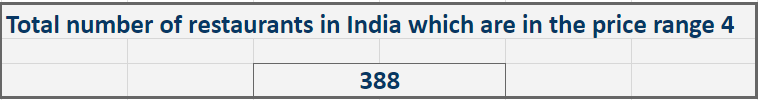 Total number of restaurants in India which are in the price range 4
388